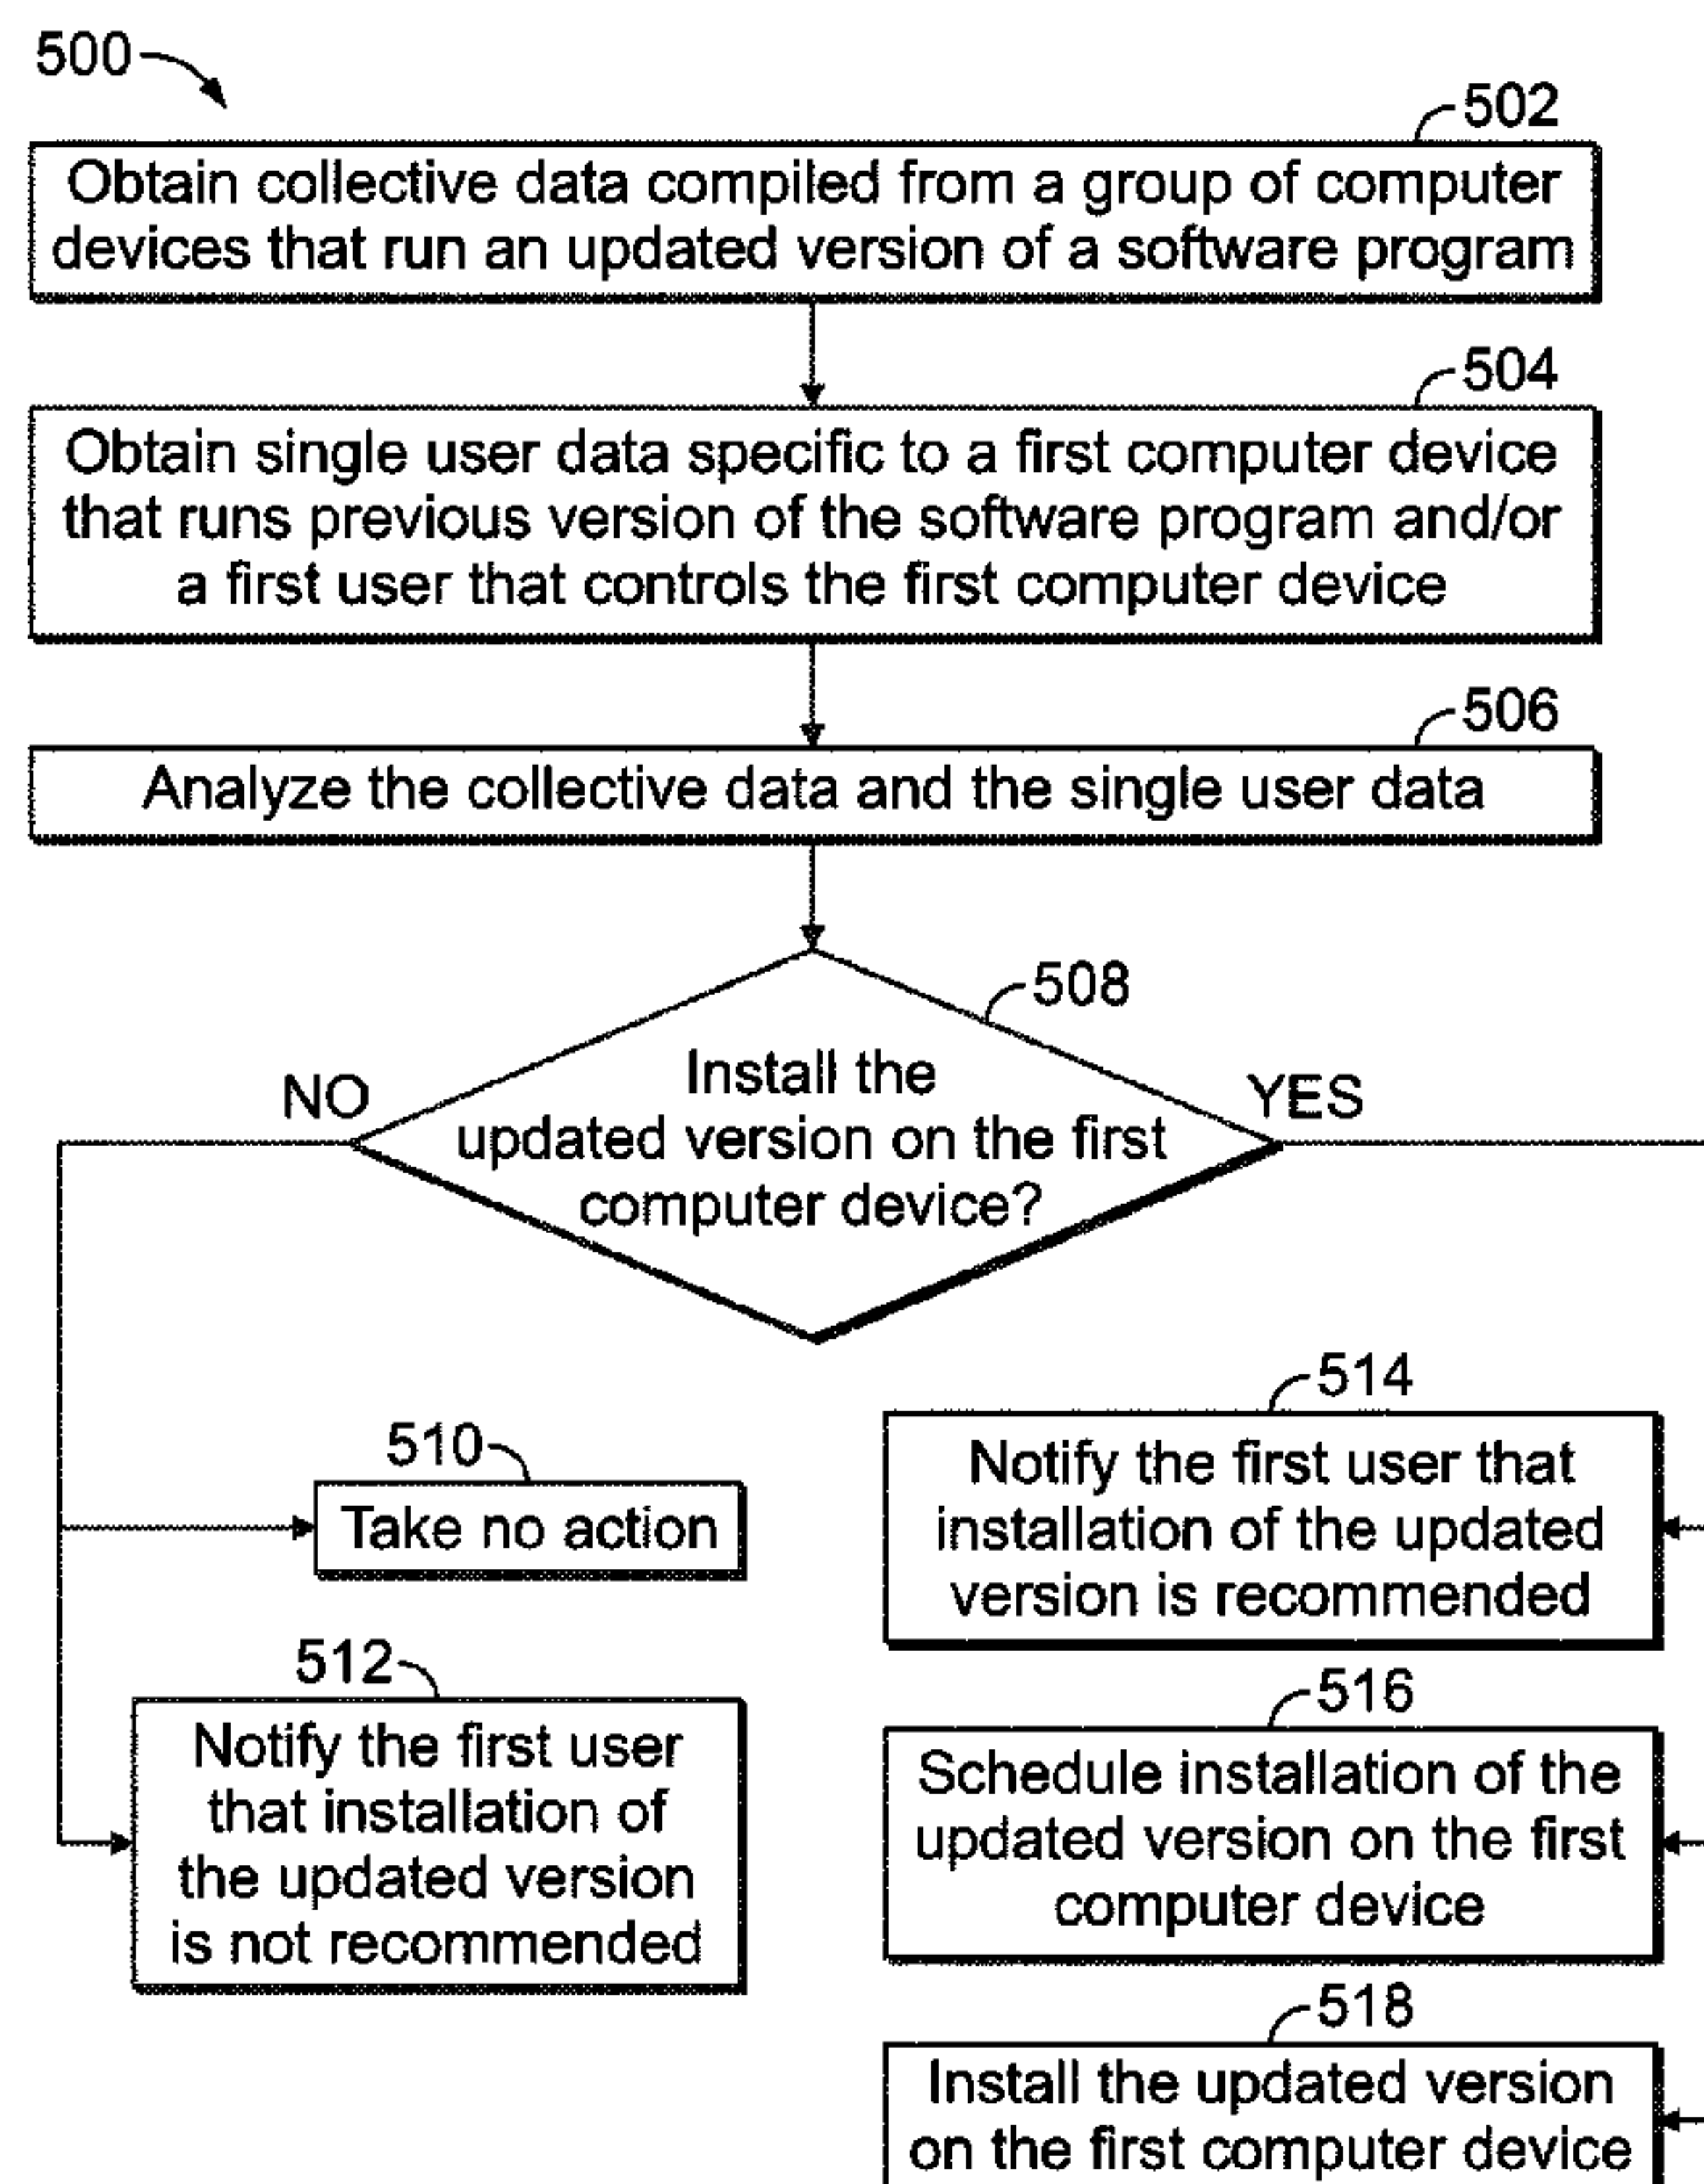 500
502
Obtain collective data compiled from a group of computer
devices that run an updated version of a software program
504
Obtain single user data specific to a first computer device
that runs previous version of the software program and/or
a first user that controls the first computer device
506
Analyze the collective data and the single user data
508
Install the
updated version on the first
computer device?
NO
YES
510
Take no action
512
Notify the first user
that installation of
the updated version
is not recommended
514
Notify the first user that
installation of the updated
version is recommended
516
Schedule installation of the
updated version on the first
computer device
518
Install the updated version
on the first computer device